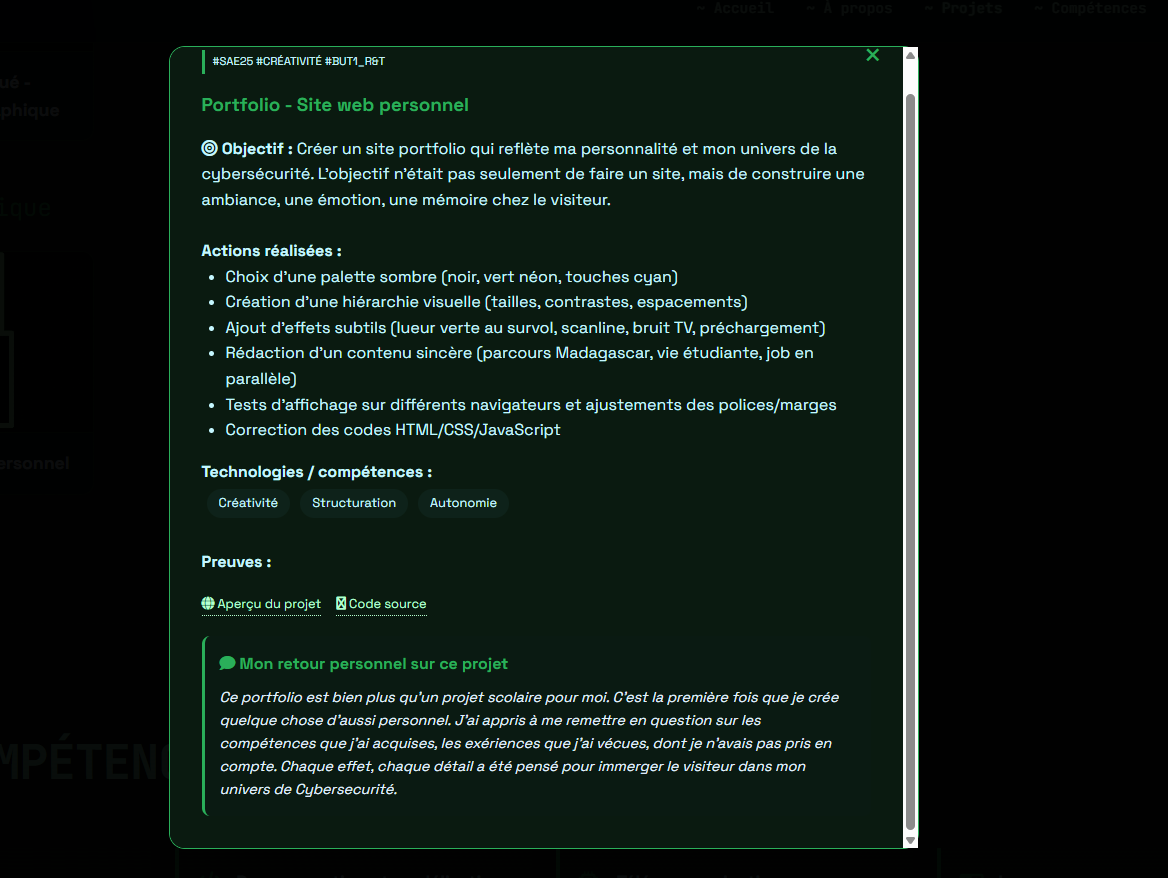 ~ Accueil ~ À propos ~ Projets ~ Compétences
#SAE25 #CRÉATIVITÉ #BUT1_R&T
Portfolio - Site web personnel
Objectif : Créer un site portfolio qui reflète ma personnalité et mon univers de la
cybersécurité. L'objectif n'était pas seulement de faire un site, mais de construire une
ambiance, une émotion, une mémoire chez le visiteur.
Actions réalisées :
• Choix d'une palette sombre (noir, vert néon, touches cyan)
• Création d'une hiérarchie visuelle (tailles, contrastes, espacements)
• Ajout d'effets subtils (lueur verte au survol, scanline, bruit TV, préchargement)
• Rédaction d'un contenu sincère (parcours Madagascar, vie étudiante, job en
parallèle)
• Tests d'affichage sur différents navigateurs et ajustements des polices/marges
• Correction des codes HTML/CSS/JavaScript
Technologies / compétences :
Créativité Structuration Autonomie
Preuves :
Aperçu du projet Code source
Mon retour personnel sur ce projet
Ce portfolio est bien plus qu'un projet scolaire pour moi. C'est la première fois que je crée
quelque chose d'aussi personnel. J'ai appris à me remettre en question sur les
compétences que j'ai acquises, les exériences que j'ai vécues, dont je n'avais pas pris en
compte. Chaque effet, chaque détail a été pensé pour immerger le visiteur dans mon
univers de Cybersecurité.